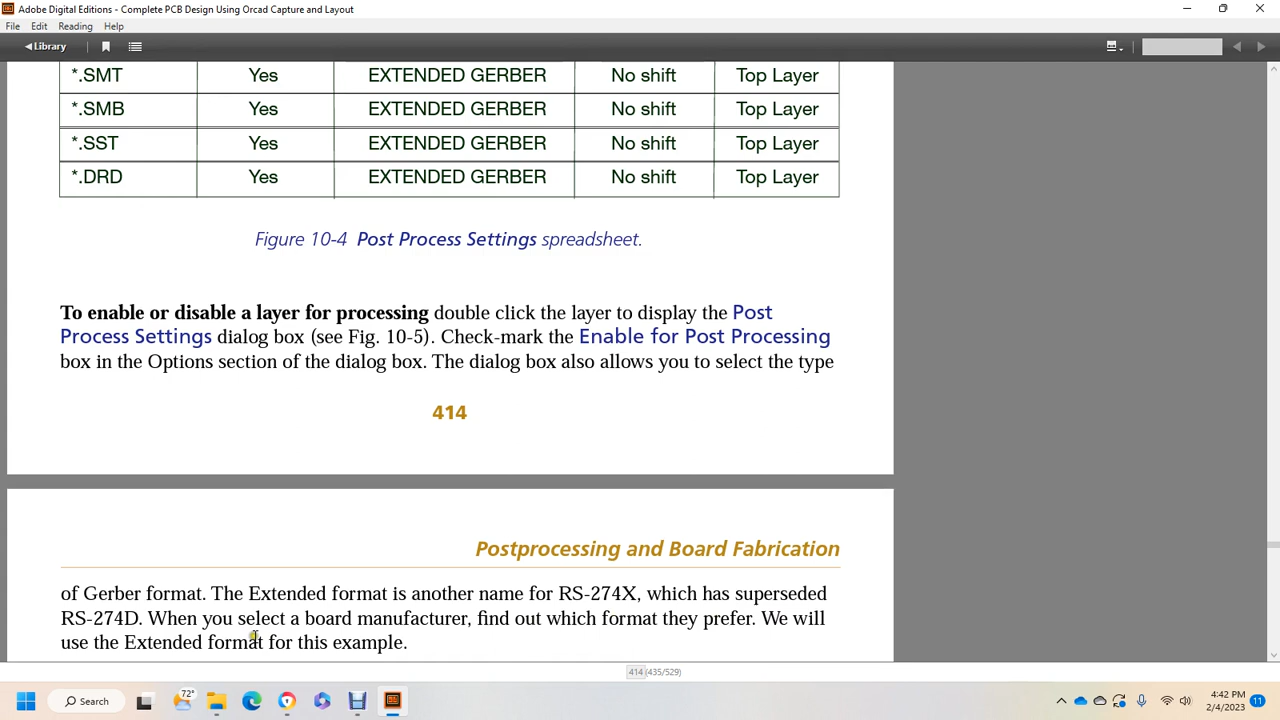 Adobe Digital Editions - Complete PCB Design Using Orcad Capture and Layout
File Edit Reading Help
Library
*.SMT Yes EXTENDED GERBER No shift Top Layer
*.SMB Yes EXTENDED GERBER No shift Top Layer
*.SST Yes EXTENDED GERBER No shift Top Layer
*.DRD Yes EXTENDED GERBER No shift Top Layer
Figure 10-4 Post Process Settings spreadsheet.
To enable or disable a layer for processing double click the layer to display the Post
Process Settings dialog box (see Fig. 10-5). Check-mark the Enable for Post Processing
box in the Options section of the dialog box. The dialog box also allows you to select the type
414
Postprocessing and Board Fabrication
of Gerber format. The Extended format is another name for RS-274X, which has superseded
RS-274D. When you select a board manufacturer, find out which format they prefer. We will
use the Extended format for this example.
414 (435/529)
Search
72°
4:42 PM
2/4/2023
11